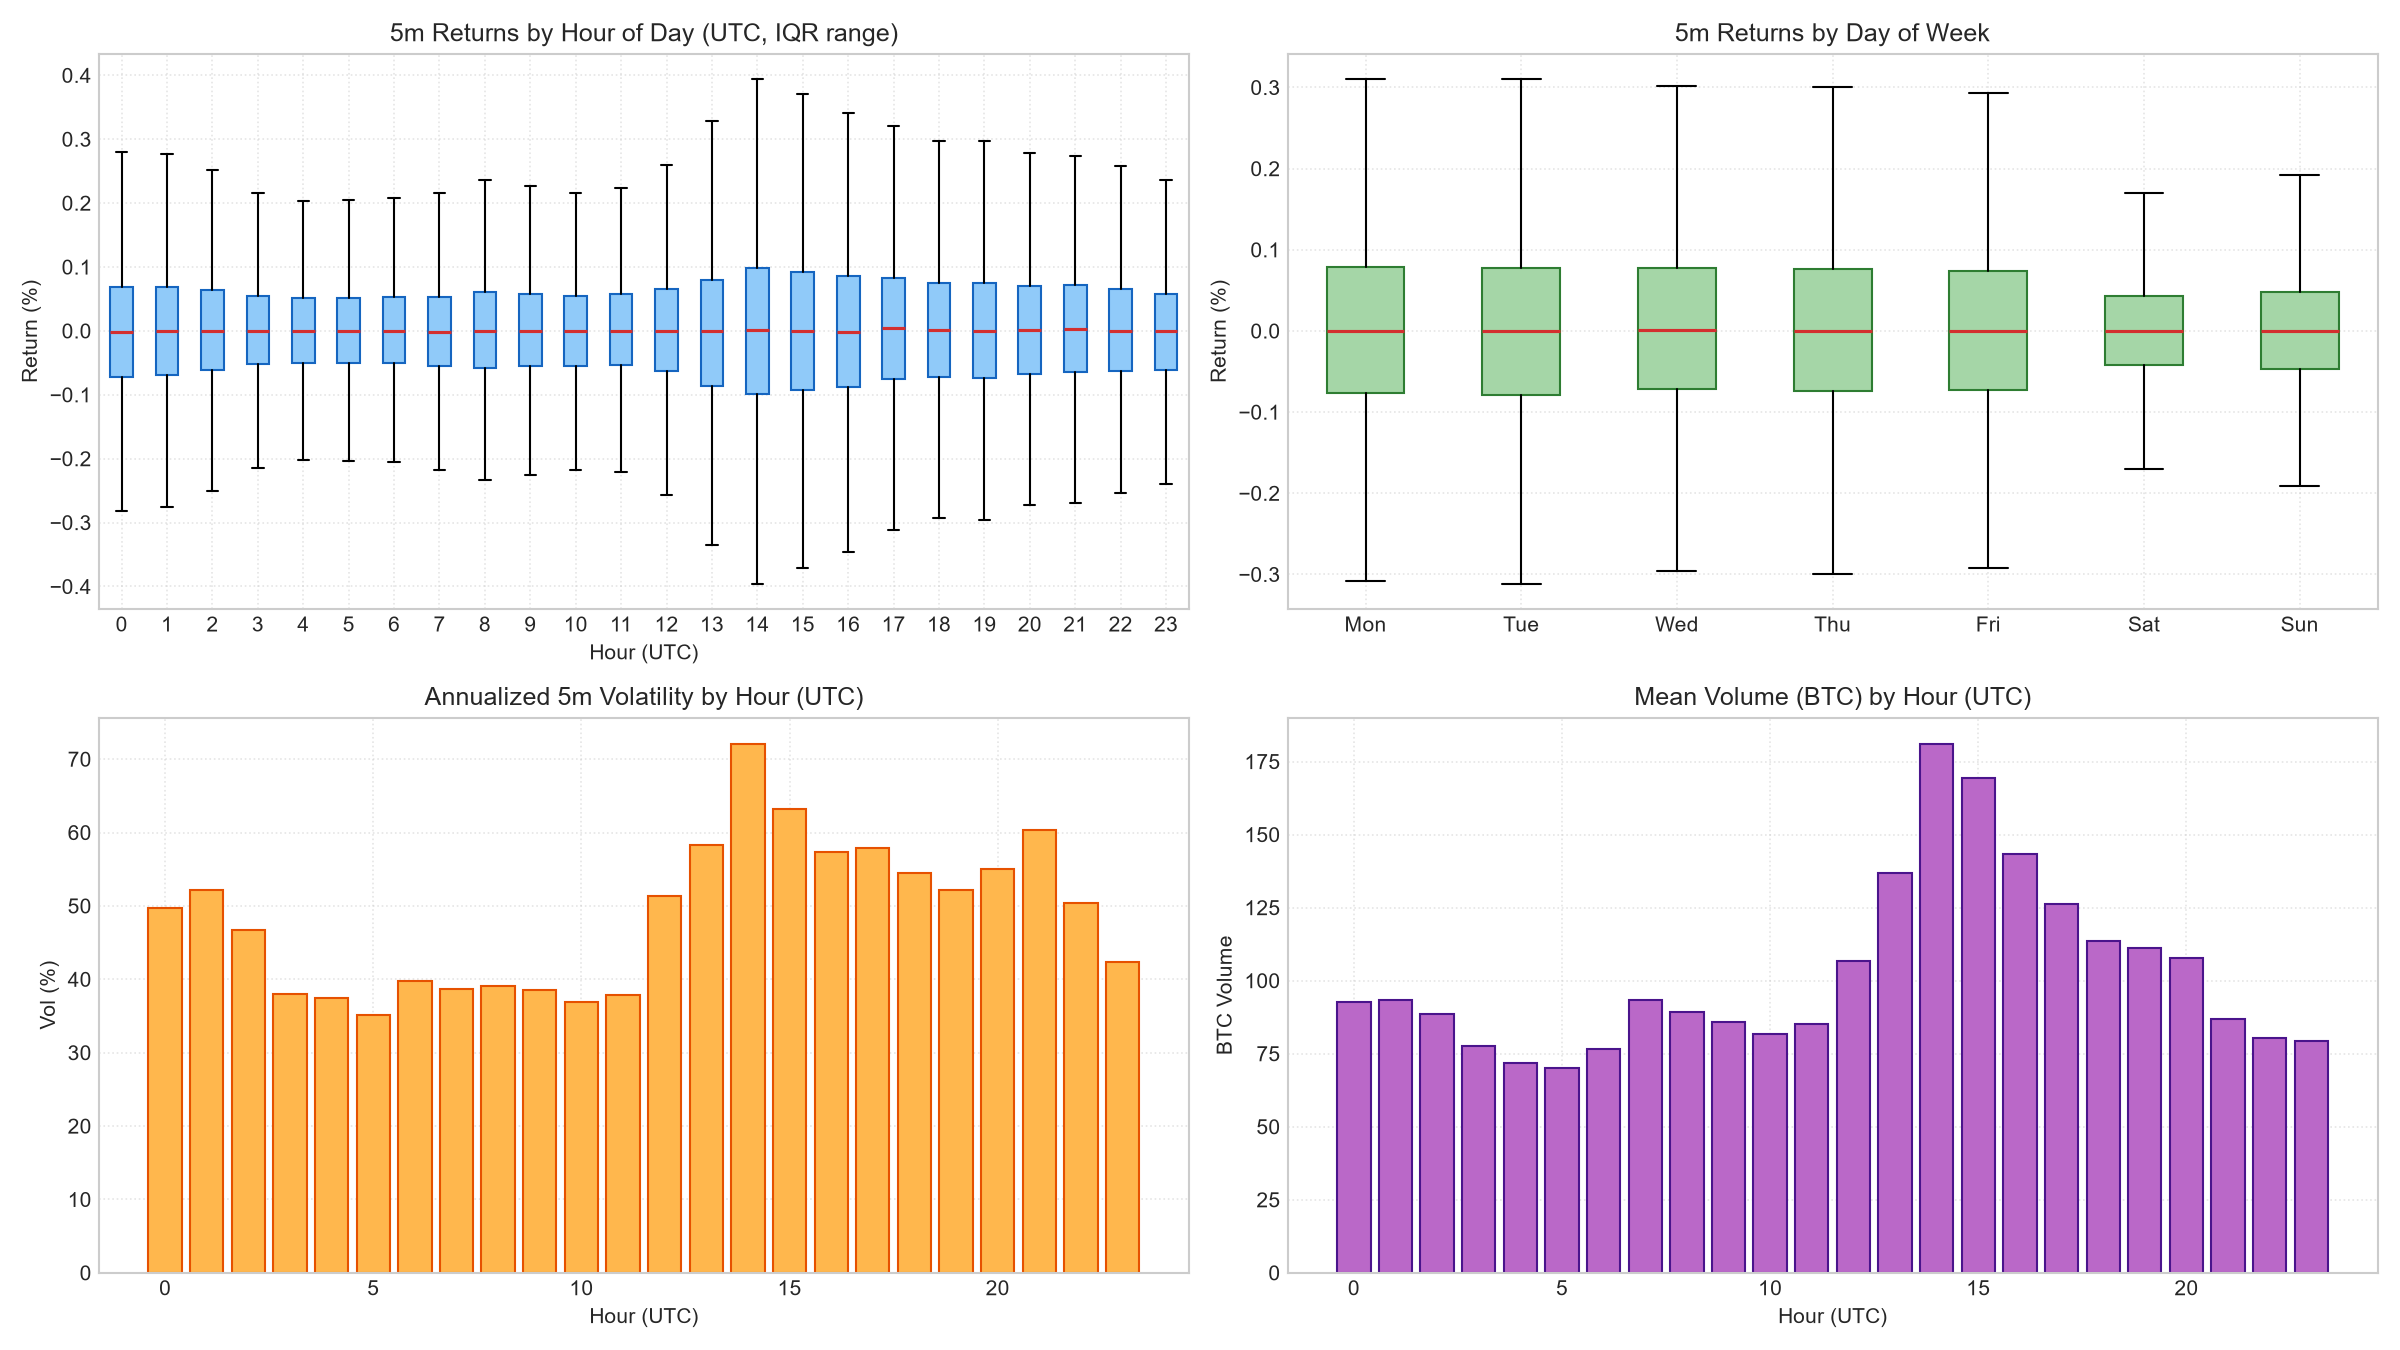 5m Returns by Hour of Day (UTC, IQR range)
Return (%)
0.4
0.3
0.2
0.1
0.0
−0.1
−0.2
−0.3
−0.4
0 1 2 3 4 5 6 7 8 9 10 11 12 13 14 15 16 17 18 19 20 21 22 23
Hour (UTC)
5m Returns by Day of Week
Return (%)
0.3
0.2
0.1
0.0
−0.1
−0.2
−0.3
Mon Tue Wed Thu Fri Sat Sun
Annualized 5m Volatility by Hour (UTC)
Vol (%)
70
60
50
40
30
20
10
0
0 5 10 15 20
Hour (UTC)
Mean Volume (BTC) by Hour (UTC)
BTC Volume
175
150
125
100
75
50
25
0
0 5 10 15 20
Hour (UTC)